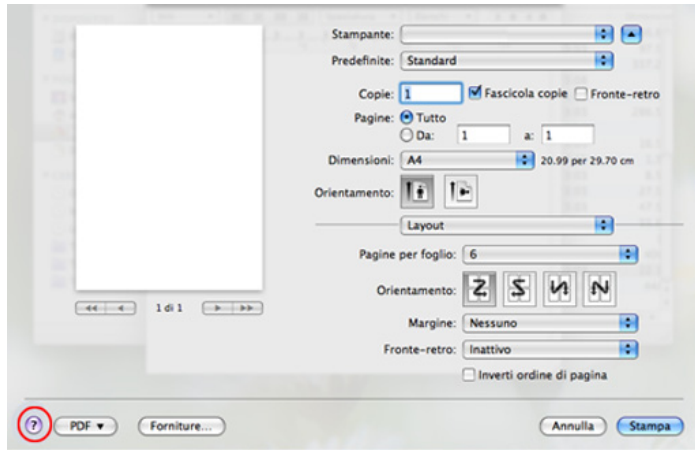 Stampante:
Predefinite: Standard
Copie: 1 Fascicola copie Fronte-retro
Pagine: Tutto
Da: 1 a: 1
Dimensioni: A4 20.99 per 29.70 cm
Orientamento:
Layout
Pagine per foglio: 6
Orientamento:
1 di 1
Margine: Nessuno
Fronte-retro: Inattivo
Inverti ordine di pagina
? PDF Forniture... Annulla Stampa